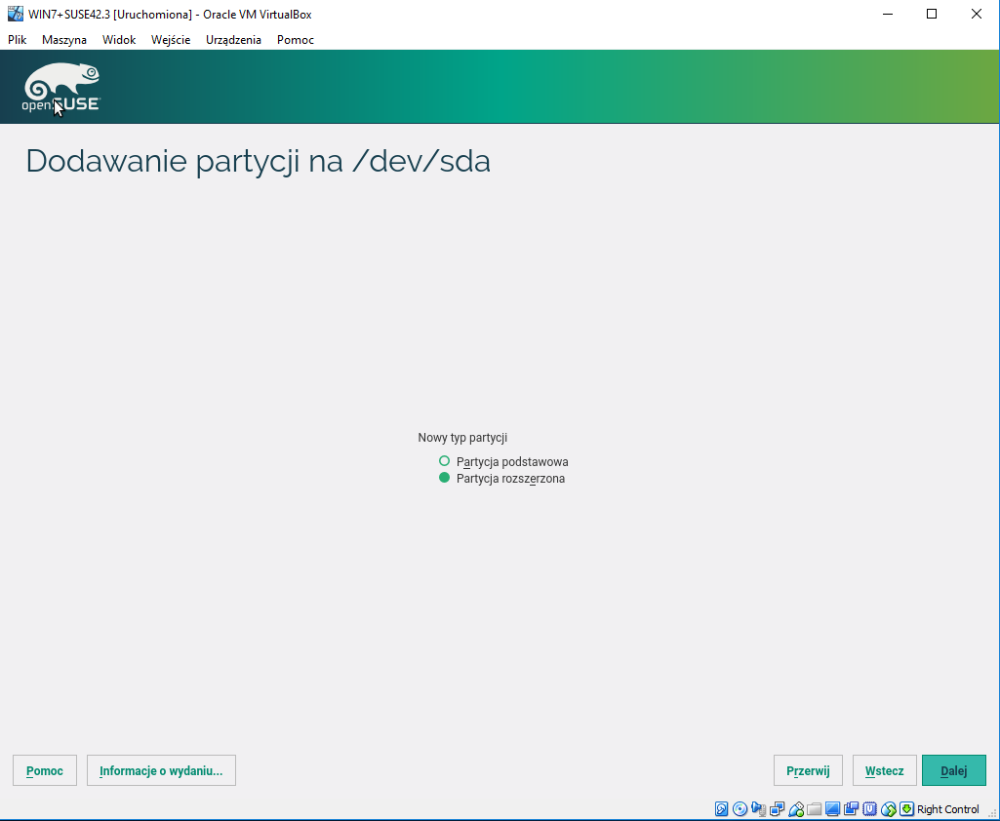 WIN7+SUSE42.3 [Uruchomiona] - Oracle VM VirtualBox
Plik Maszyna Widok Wejście Urządzenia Pomoc
openSUSE
Dodawanie partycji na /dev/sda
Nowy typ partycji
Partycja podstawowa
Partycja rozszerzona
Pomoc Informacje o wydaniu... Przerwij Wstecz Dalej
Right Control